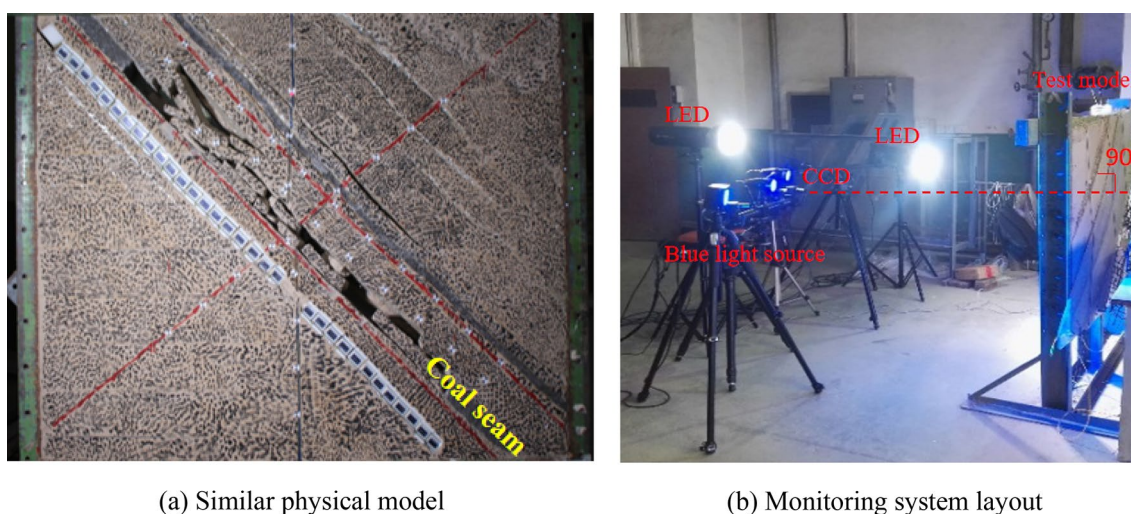 Coal seam
LED
LED
Test mode
CCD
90
Blue light source
(a) Similar physical model
(b) Monitoring system layout